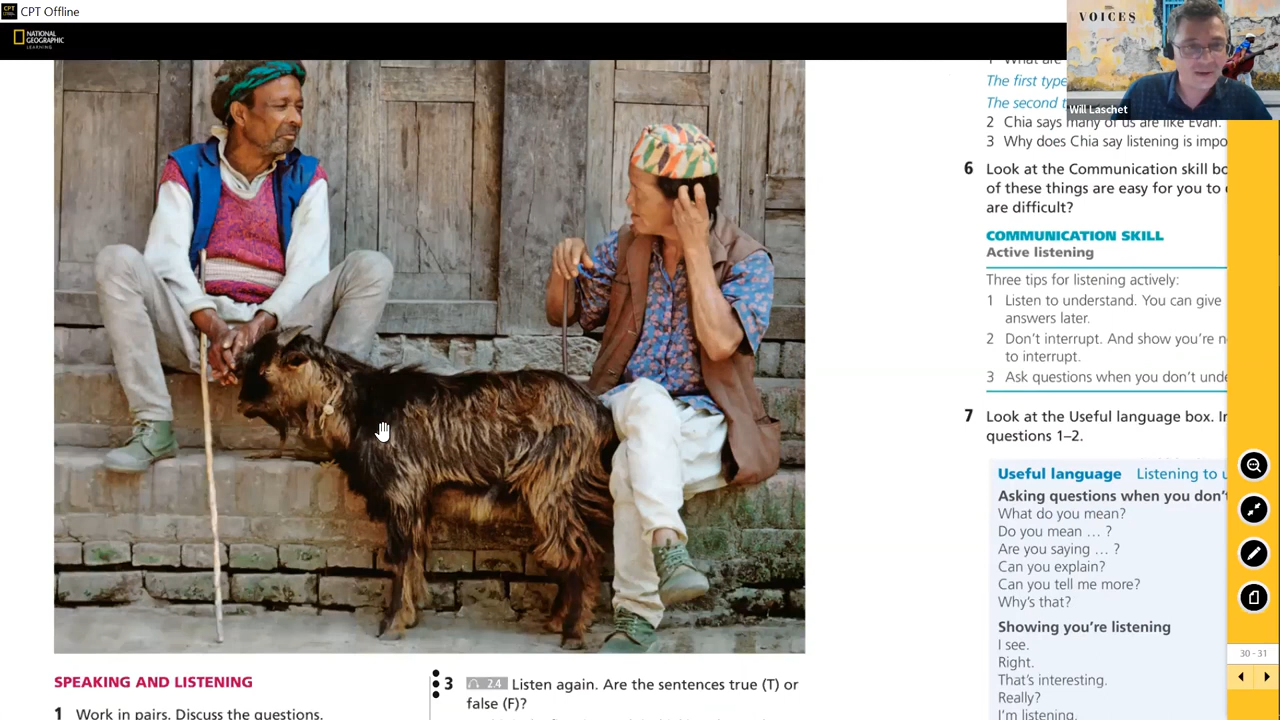 CPT Offline
NATIONAL
GEOGRAPHIC
LEARNING
VOICES
Will Laschet
1 What are
The first type
The second t
2 Chia says many of us are like Evan.
3 Why does Chia say listening is impo
6 Look at the Communication skill bo
of these things are easy for you to
are difficult?
COMMUNICATION SKILL
Active listening
Three tips for listening actively:
1 Listen to understand. You can give
answers later.
2 Don’t interrupt. And show you’re n
to interrupt.
3 Ask questions when you don’t unde
7 Look at the Useful language box. In
questions 1–2.
Useful language Listening to u
Asking questions when you don’t
What do you mean?
Do you mean … ?
Are you saying … ?
Can you explain?
Can you tell me more?
Why’s that?
Showing you’re listening
I see.
Right.
That’s interesting.
Really?
I’m listening.
30 - 31
SPEAKING AND LISTENING
1 Work in pairs. Discuss the questions.
3 2.4 Listen again. Are the sentences true (T) or
false (F)?